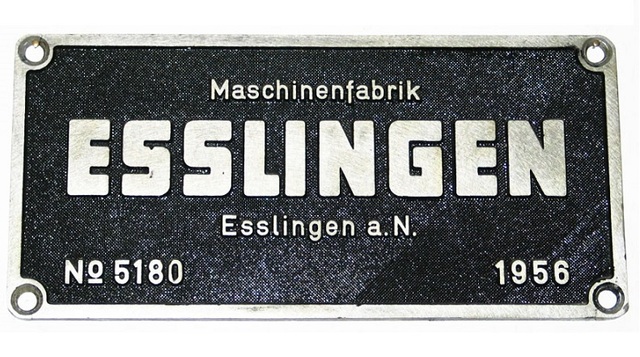 Maschinenfabrik
ESSLINGEN
Esslingen a.N.
No 5180 1956